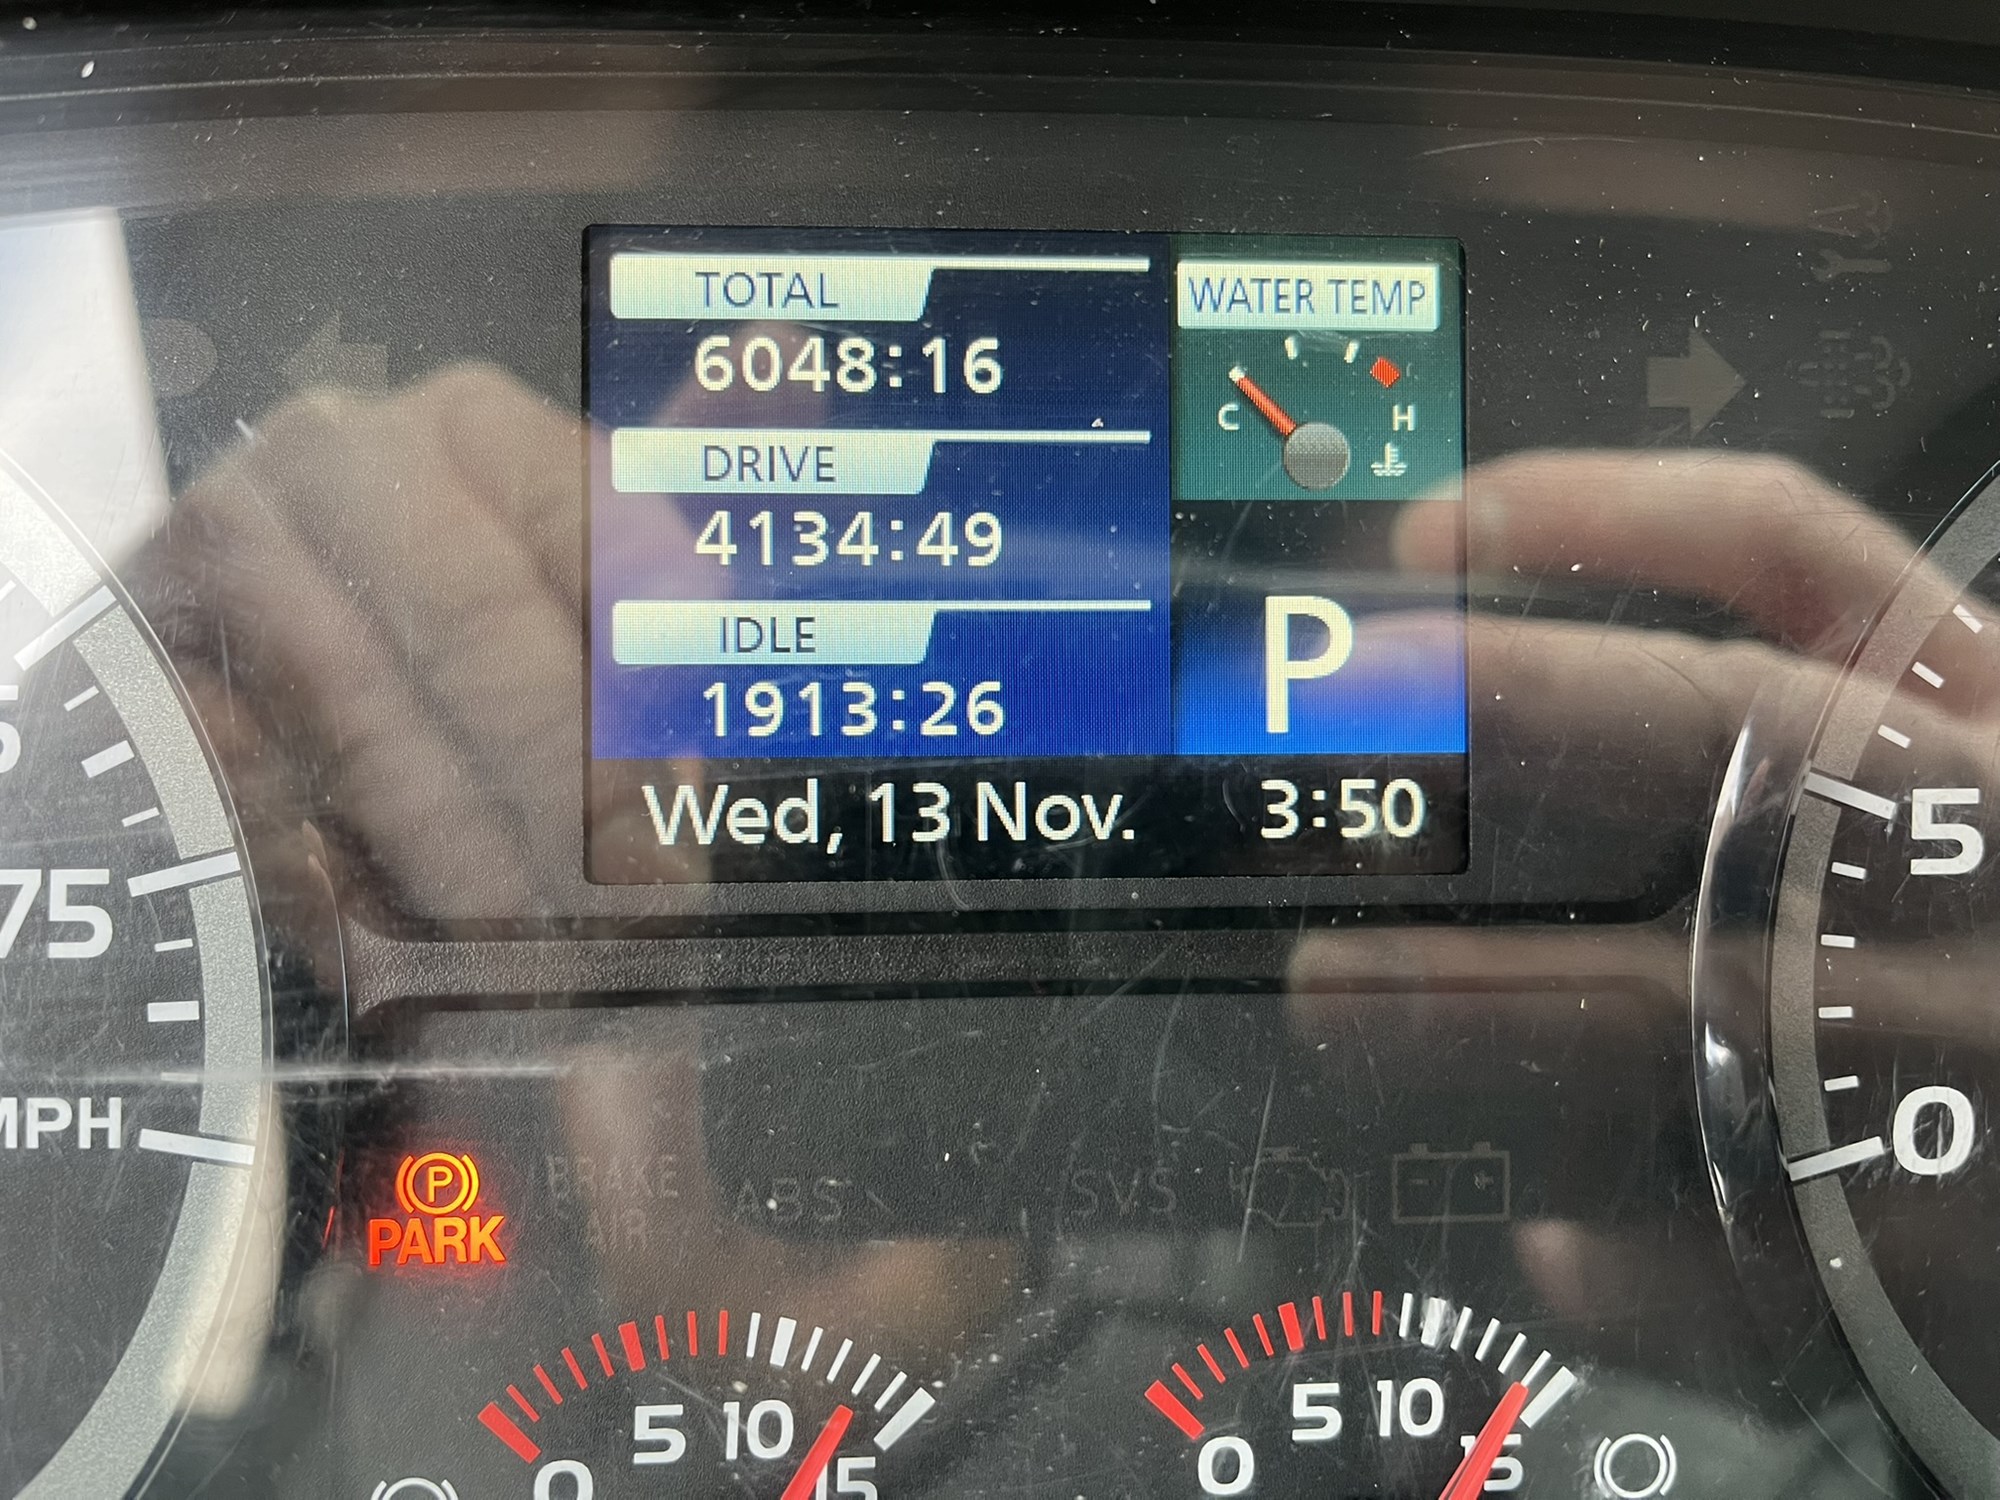 TOTAL
WATER TEMP
6048:16
C H
DRIVE
4134:49
P
IDLE
1913:26
Wed, 13 Nov. 3:50
75
5
MPH
0
P
PARK
BRAKE
AIR
ABS
SVS
0 5 10 15
0 5 10 15